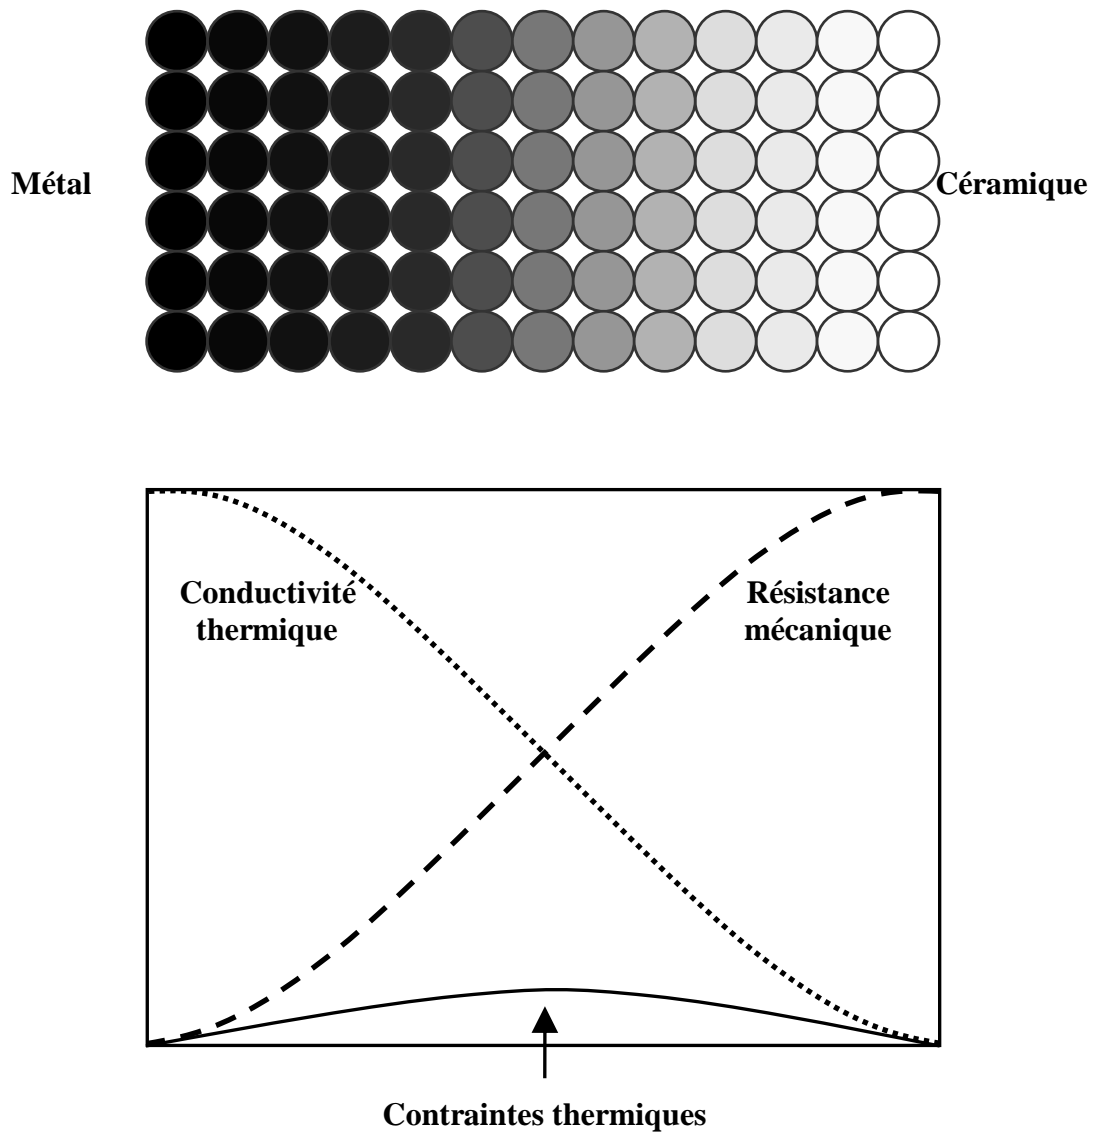 Métal
Céramique
Conductivité
thermique
Résistance
mécanique
Contraintes thermiques